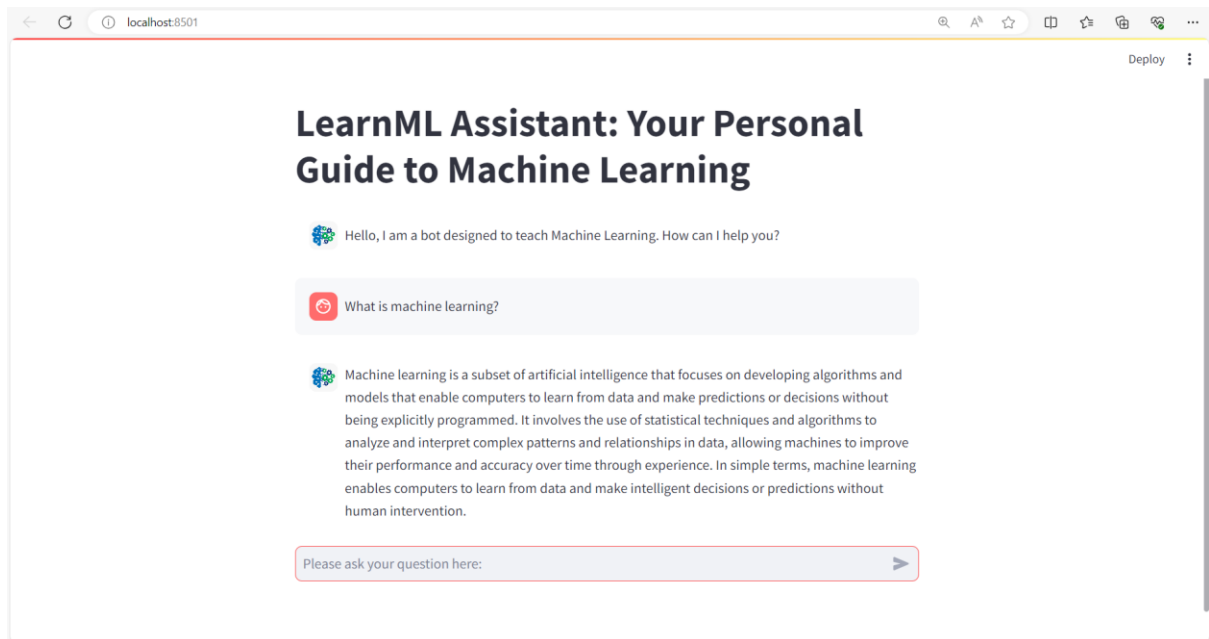 localhost:8501
Deploy
LearnML Assistant: Your Personal
Guide to Machine Learning
Hello, I am a bot designed to teach Machine Learning. How can I help you?
What is machine learning?
Machine learning is a subset of artificial intelligence that focuses on developing algorithms and
models that enable computers to learn from data and make predictions or decisions without
being explicitly programmed. It involves the use of statistical techniques and algorithms to
analyze and interpret complex patterns and relationships in data, allowing machines to improve
their performance and accuracy over time through experience. In simple terms, machine learning
enables computers to learn from data and make intelligent decisions or predictions without
human intervention.
Please ask your question here: